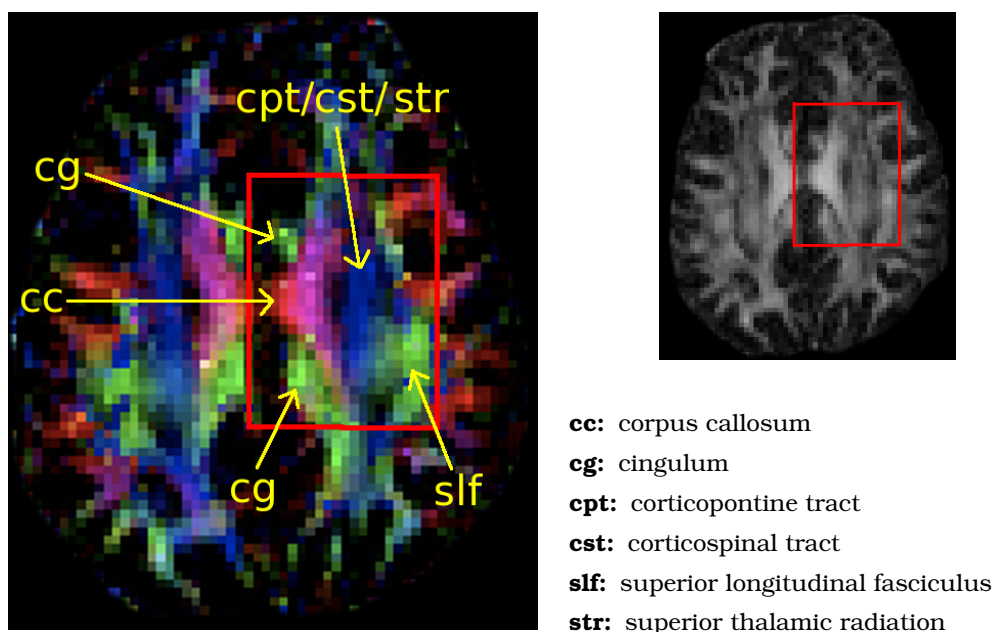 cpt/cst/str
cg
cc
cg
slf
cc: corpus callosum
cg: cingulum
cpt: corticopontine tract
cst: corticospinal tract
slf: superior longitudinal fasciculus
str: superior thalamic radiation